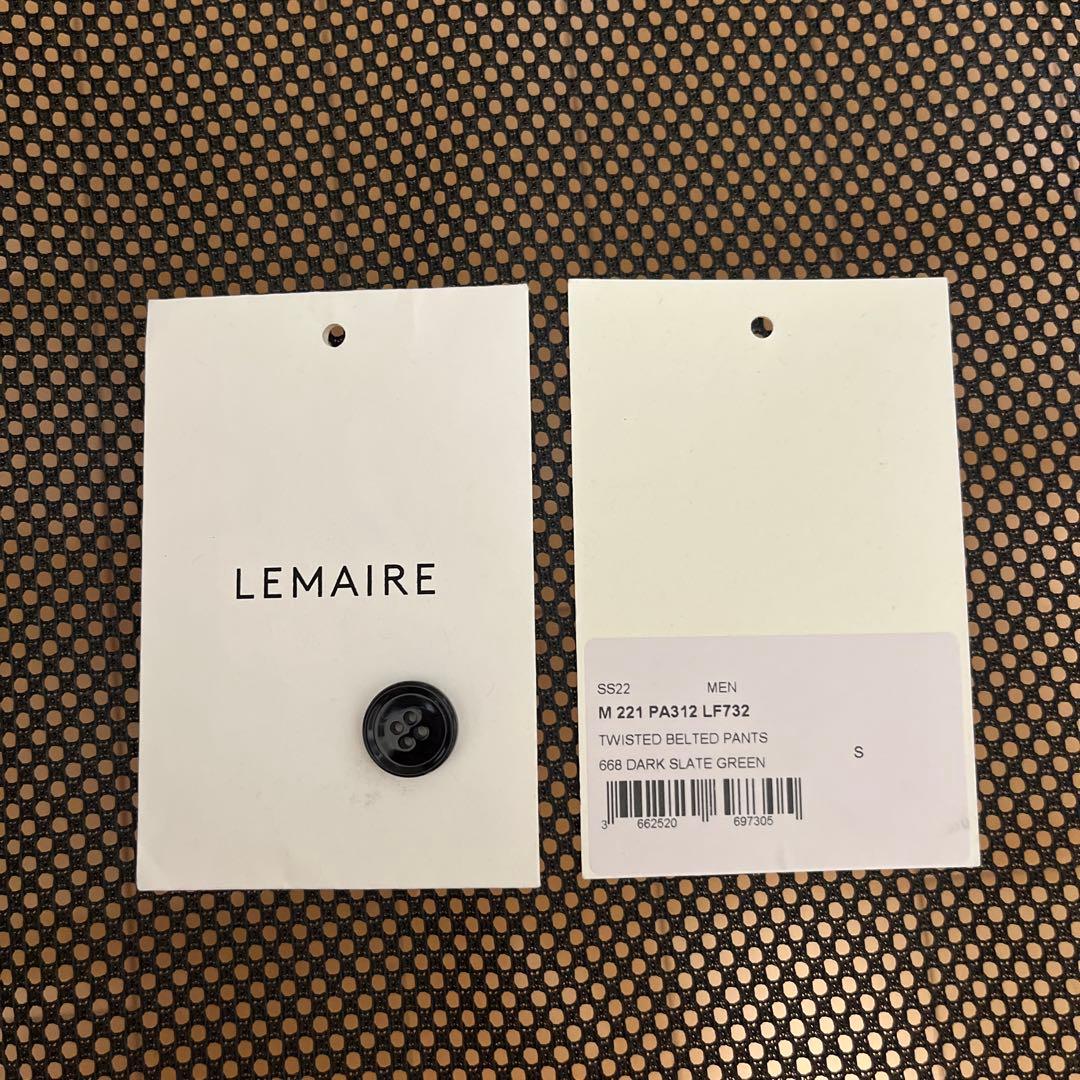 LEMAIRE
SS22 MEN
M 221 PA312 LF732
TWISTED BELTED PANTS
S
668 DARK SLATE GREEN
3 662520 697305